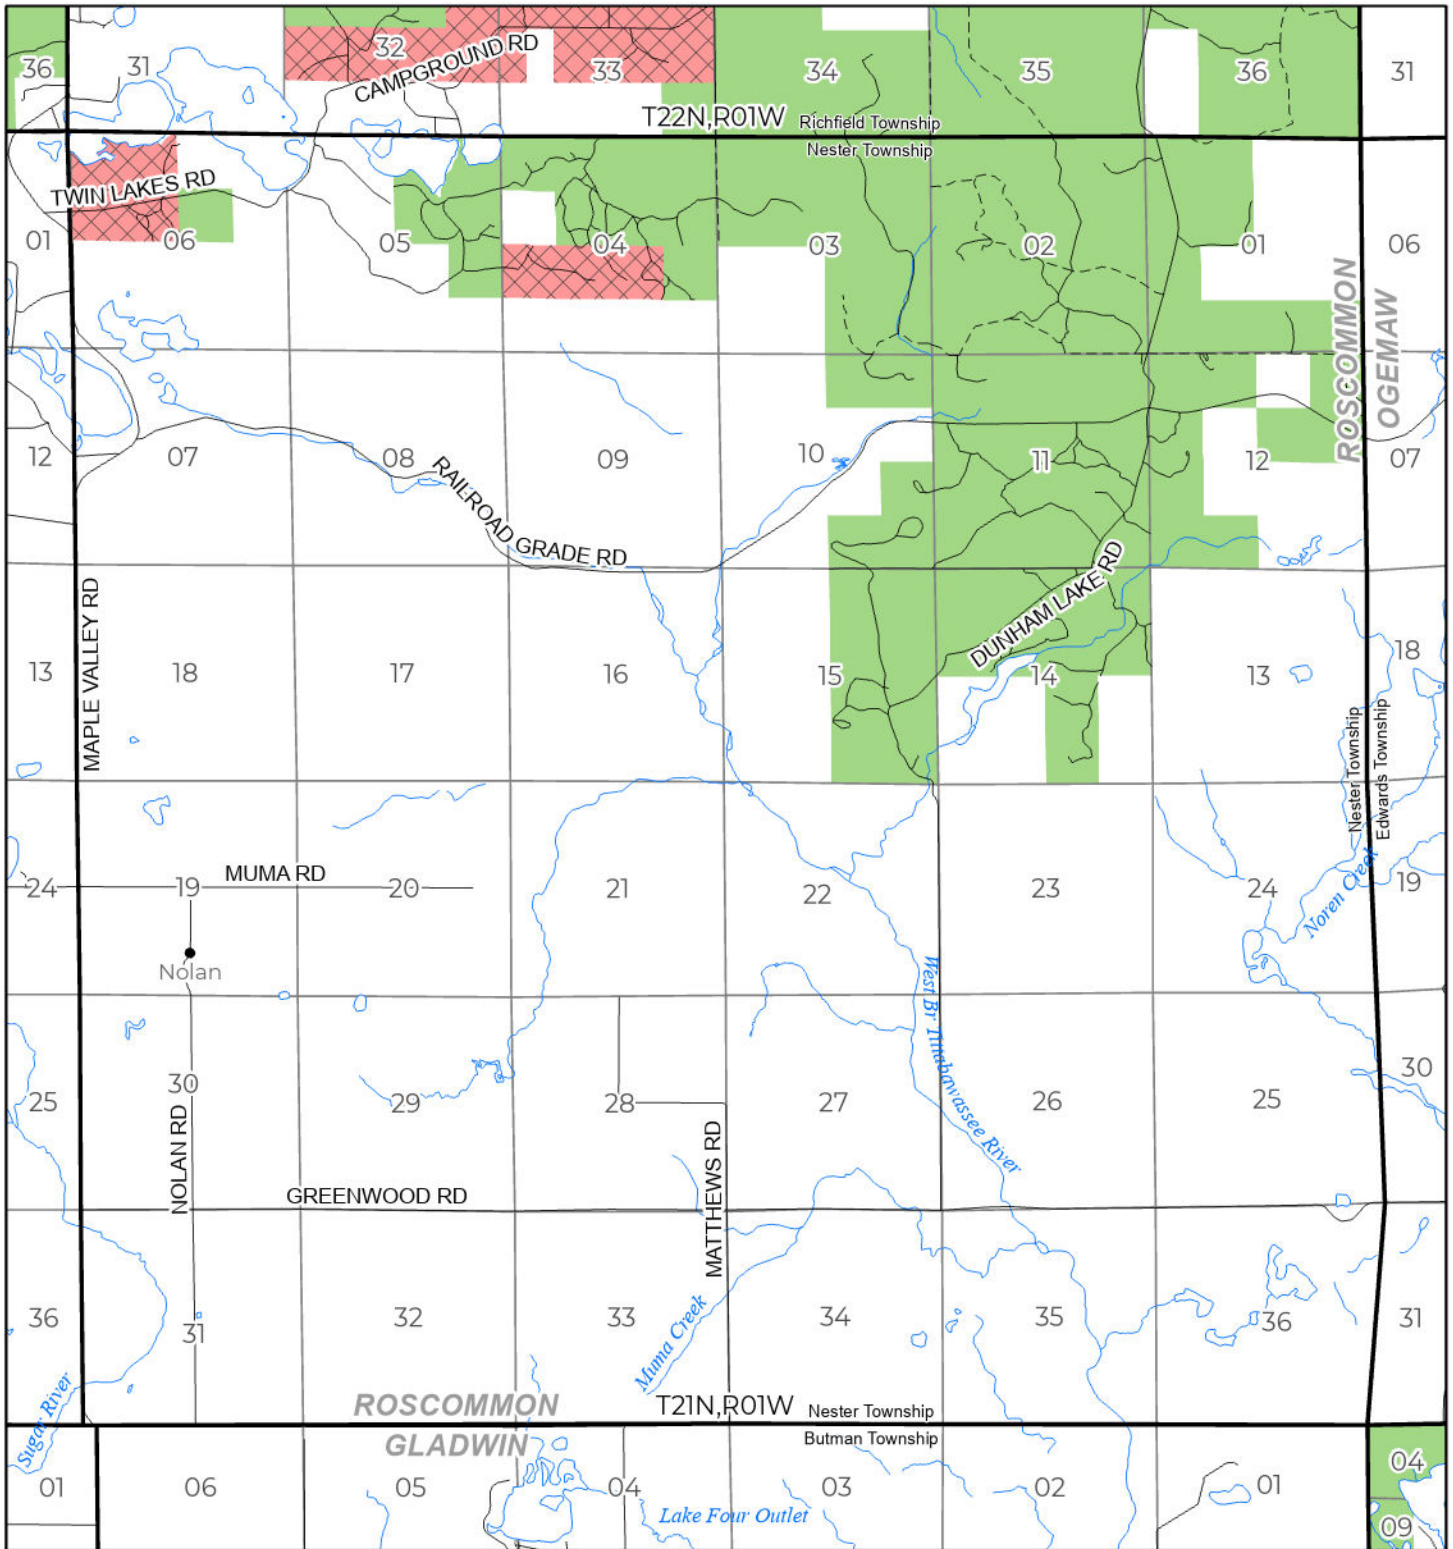 36
31
32
CAMPGROUND RD
33
34
35
36
31
T22N,R01W
Richfield Township
Nester Township
TWIN LAKES RD
01
06
05
04
03
02
01
06
ROSCOMMON
OGEMAW
12
07
08
09
10
11
12
07
RAILROAD GRADE RD
DUNHAM LAKE RD
MAPLE VALLEY RD
13
18
17
16
15
14
13
18
Nester Township
Edwards Township
MUMA RD
24
19
20
21
22
23
24
19
Noren Creek
Nolan
West Br Tittabawassee River
25
30
29
28
27
26
25
30
NOLAN RD
MATTHEWS RD
GREENWOOD RD
36
31
32
33
34
35
36
31
Muma Creek
Sugar River
ROSCOMMON
GLADWIN
T21N,R01W
Nester Township
Butman Township
01
06
05
04
03
02
01
04
Lake Four Outlet
09